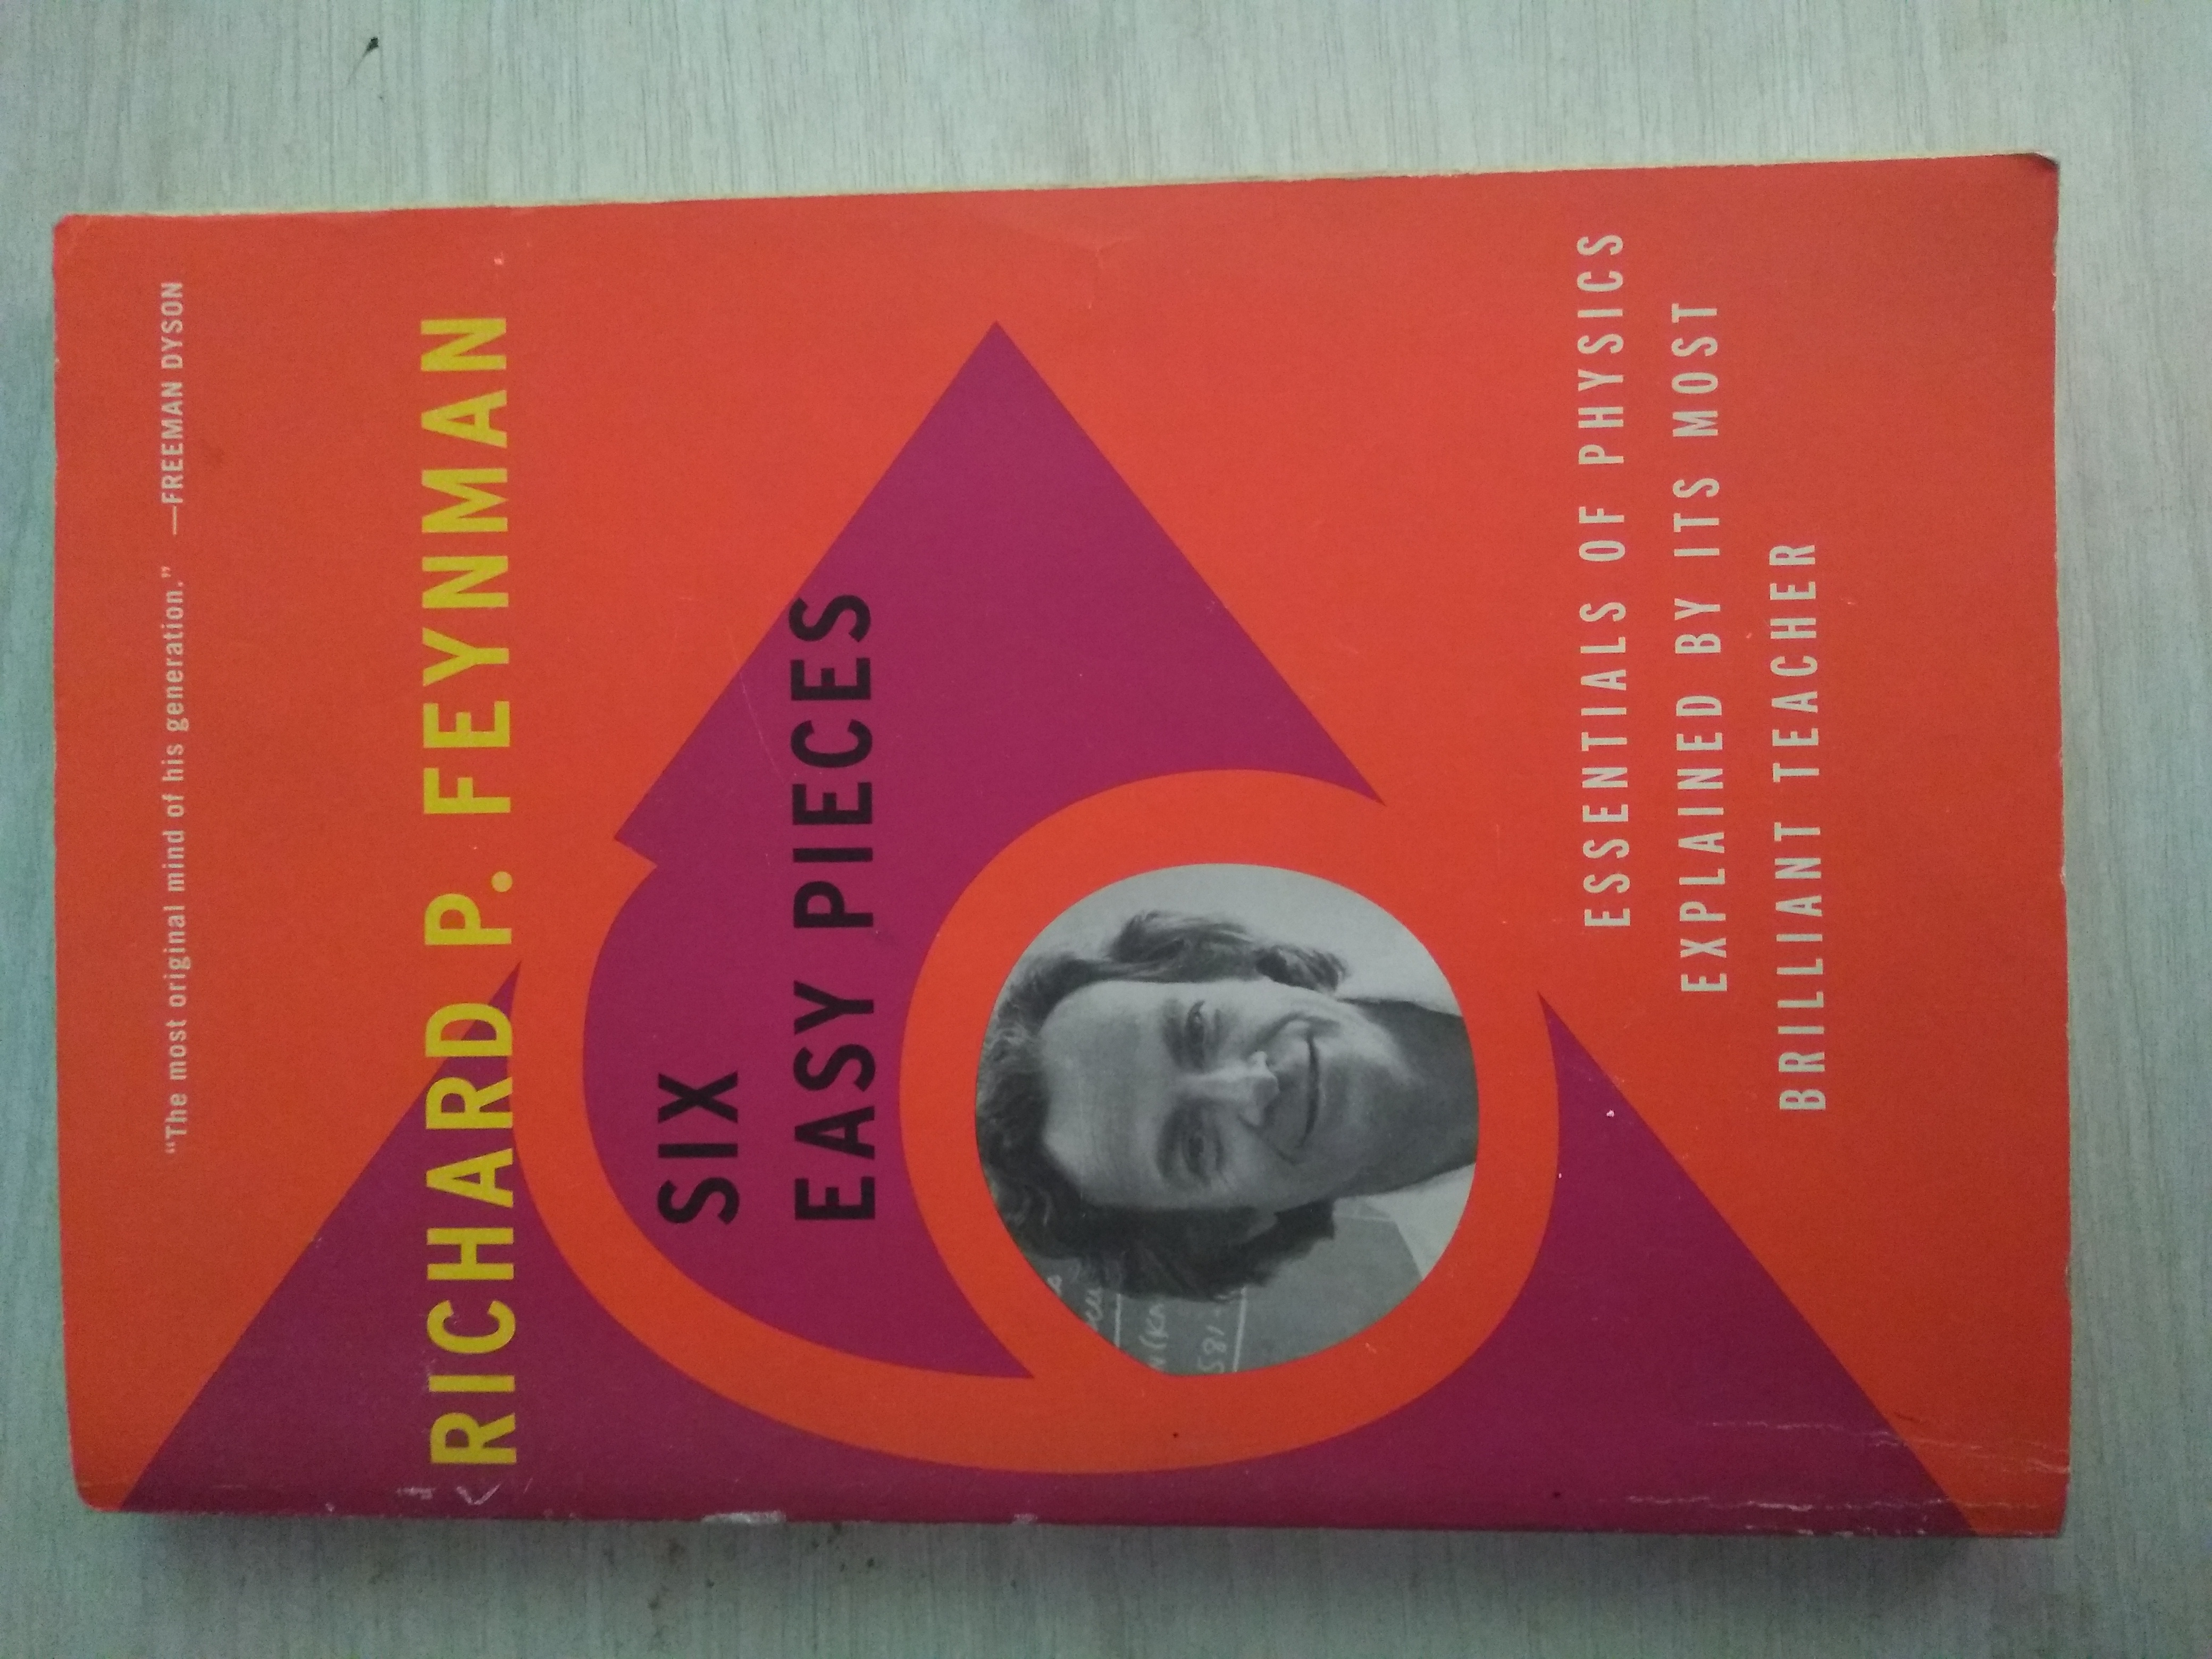 “The most original mind of his generation.” —FREEMAN DYSON
RICHARD P. FEYNMAN
SIX
EASY PIECES
581-
ESSENTIALS OF PHYSICS
EXPLAINED BY ITS MOST
BRILLIANT TEACHER